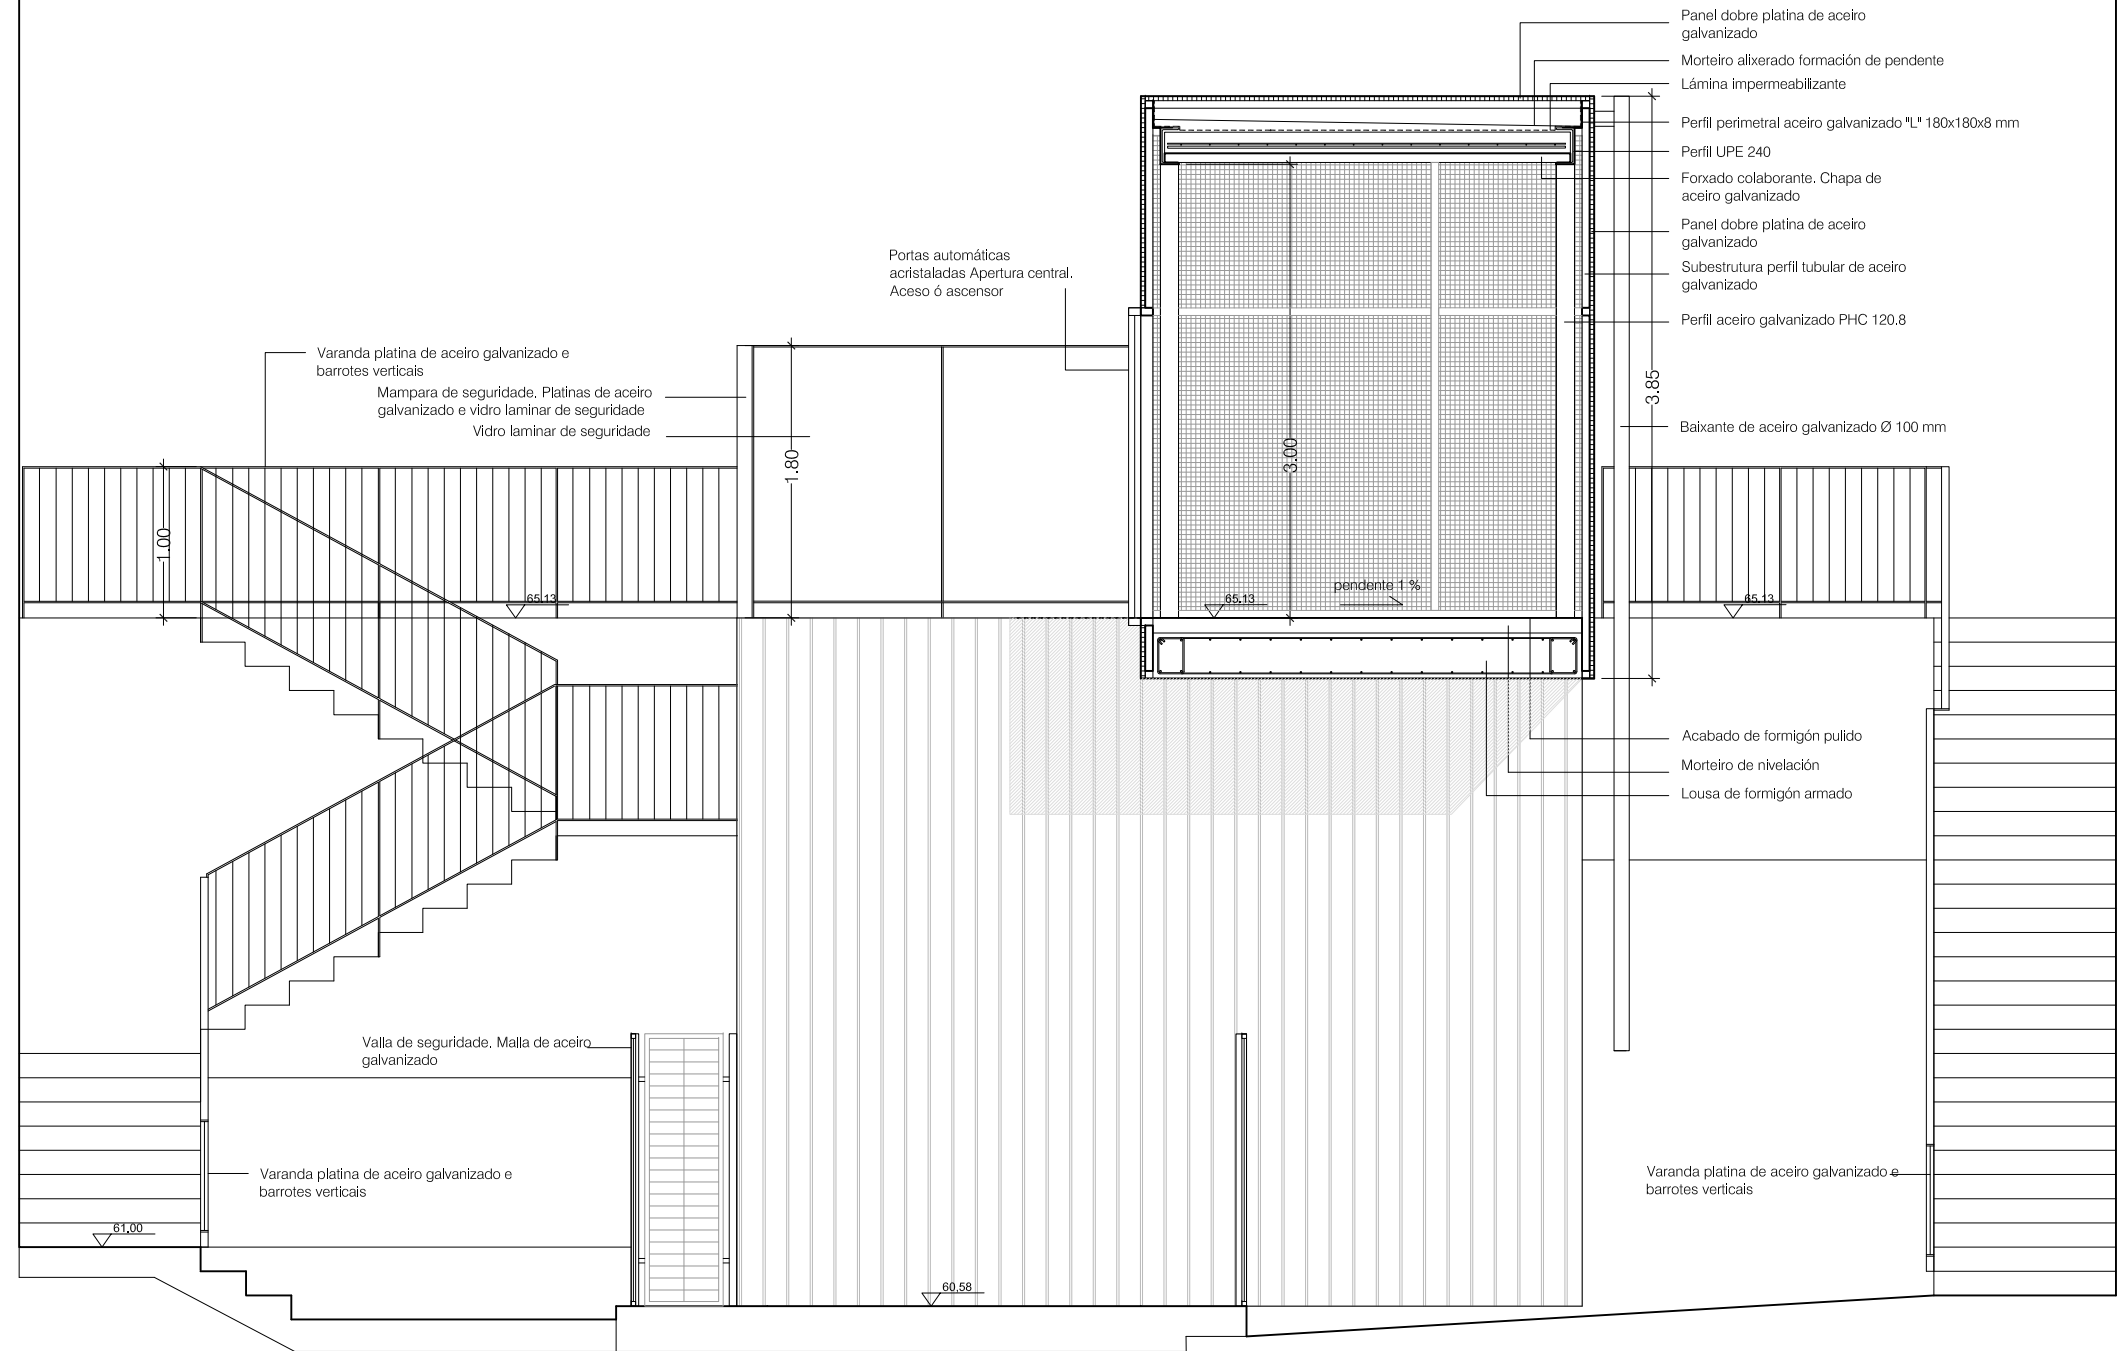 Panel dobre platina de aceiro
galvanizado
Morteiro alixerado formación de pendente
Lámina impermeabilizante
Perfil perimetral aceiro galvanizado "L" 180x180x8 mm
Perfil UPE 240
Forxado colaborante. Chapa de
aceiro galvanizado
Panel dobre platina de aceiro
galvanizado
Subestrutura perfil tubular de aceiro
galvanizado
Perfil aceiro galvanizado PHC 120.8
Portas automáticas
acristaladas Apertura central.
Aceso ó ascensor
Varanda platina de aceiro galvanizado e
barrotes verticais
Mampara de seguridade. Platinas de aceiro
galvanizado e vidro laminar de seguridade
Vidro laminar de seguridade
3.85
Baixante de aceiro galvanizado Ø 100 mm
1.80
3.00
1.00
pendente 1 %
65.13
65.13
65.13
Acabado de formigón pulido
Morteiro de nivelación
Lousa de formigón armado
Valla de seguridade. Malla de aceiro
galvanizado
Varanda platina de aceiro galvanizado e
barrotes verticais
Varanda platina de aceiro galvanizado e
barrotes verticais
61.00
60.58